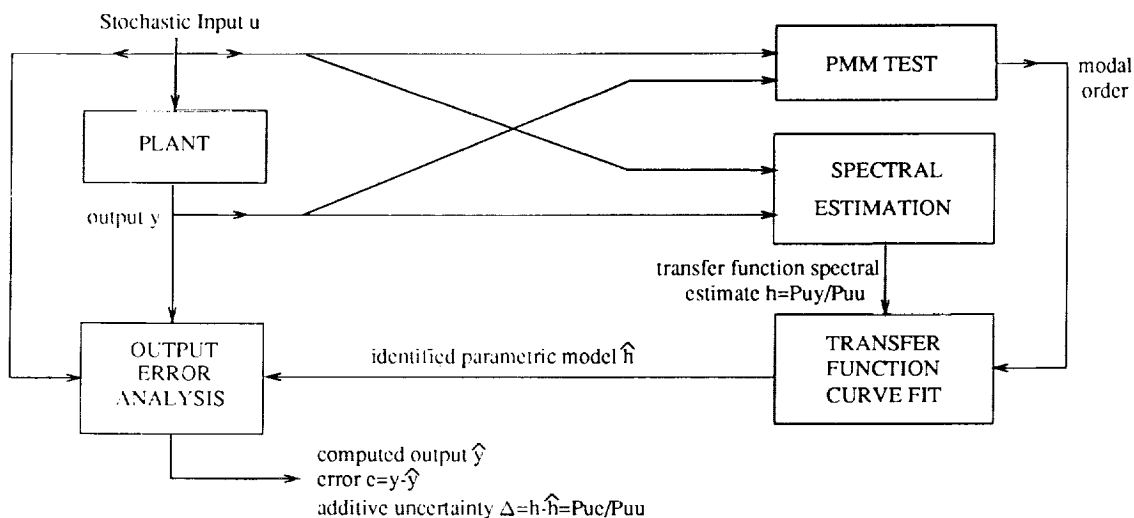 Stochastic Input u
PLANT
output y
PMM TEST
modal
order
SPECTRAL
ESTIMATION
transfer function spectral
estimate h=Puy/Puu
OUTPUT
ERROR
ANALYSIS
identified parametric model ĥ
TRANSFER
FUNCTION
CURVE FIT
computed output ŷ
error e=y-ŷ
additive uncertainty Δ=h-ĥ=Pue/Puu